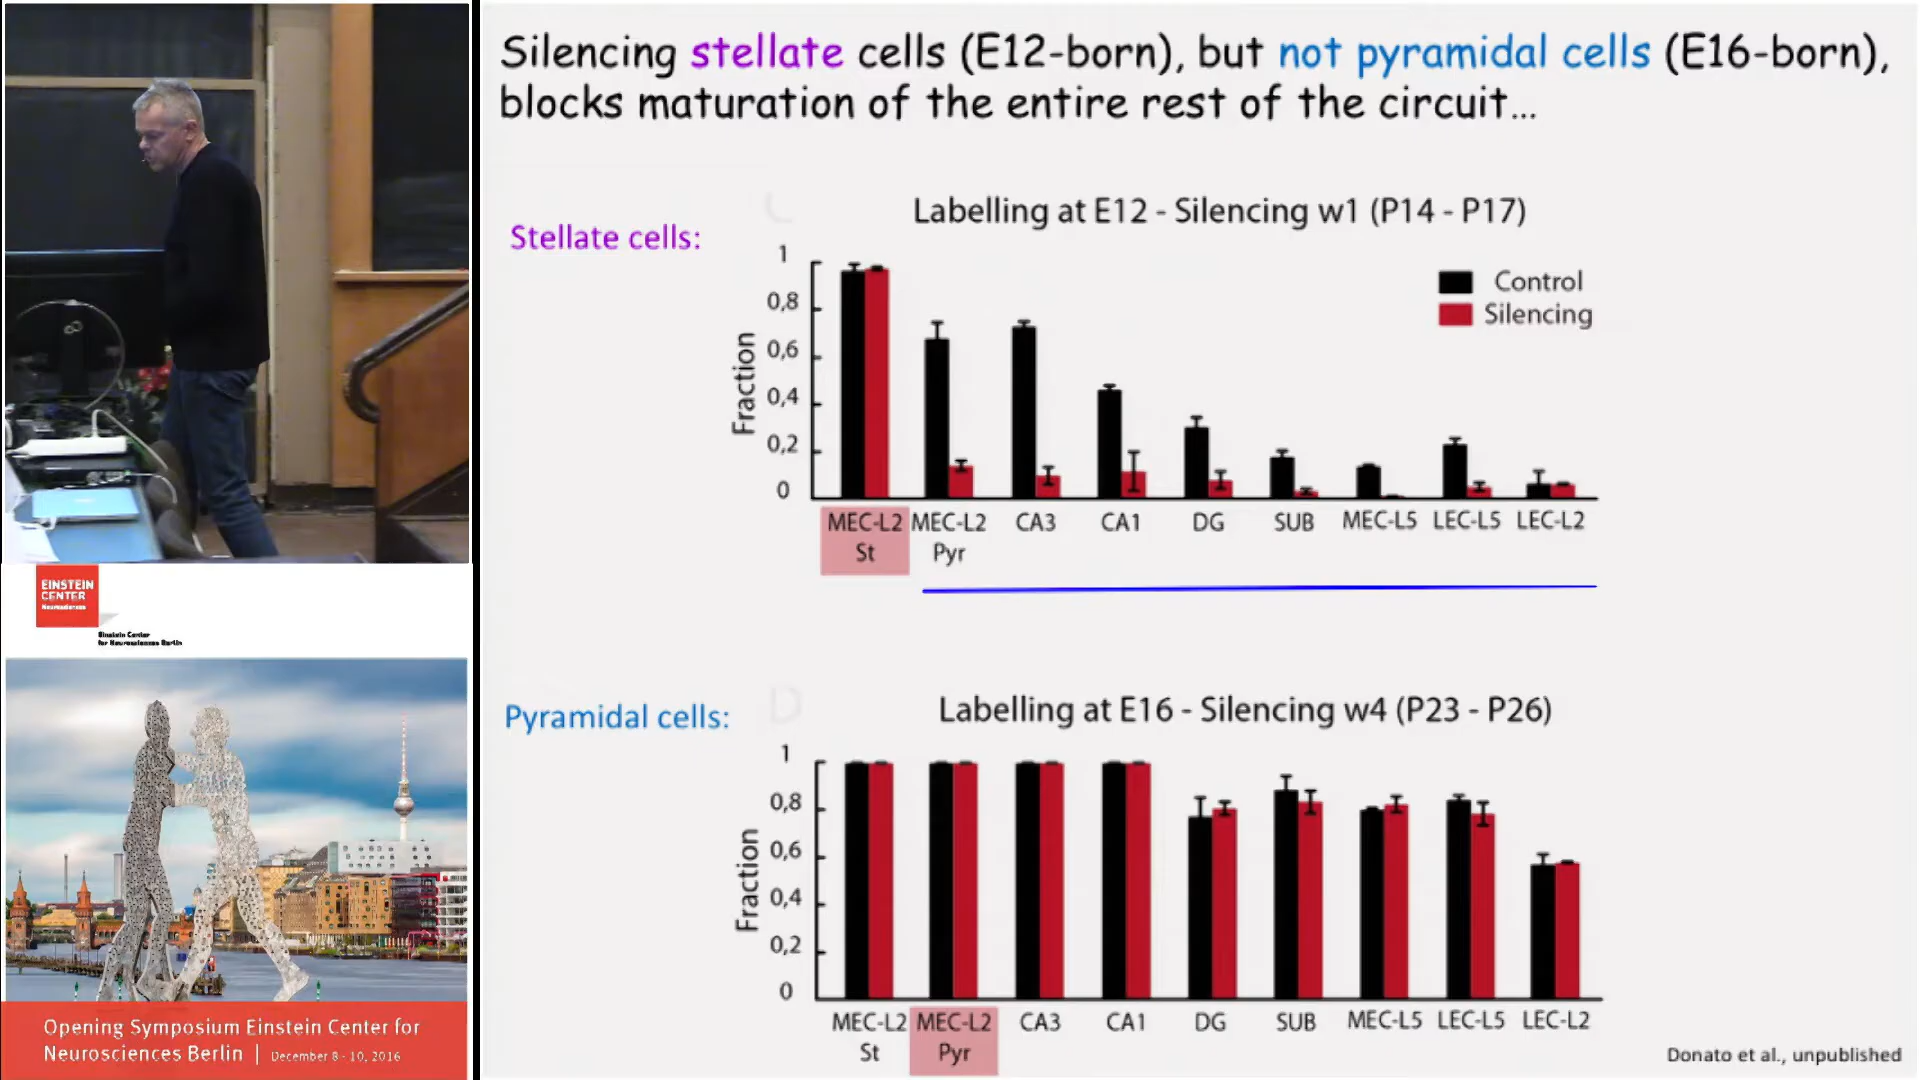 Silencing stellate cells (E12-born), but not pyramidal cells (E16-born),
blocks maturation of the entire rest of the circuit...
Stellate cells:
C
Labelling at E12 - Silencing w1 (P14 - P17)
Control
Silencing
Fraction
1
0,8
0,6
0,4
0,2
0
MEC-L2 St
MEC-L2 Pyr
CA3
CA1
DG
SUB
MEC-L5
LEC-L5
LEC-L2
Pyramidal cells:
D
Labelling at E16 - Silencing w4 (P23 - P26)
Fraction
1
0,8
0,6
0,4
0,2
0
MEC-L2 St
MEC-L2 Pyr
CA3
CA1
DG
SUB
MEC-L5
LEC-L5
LEC-L2
Donato et al., unpublished
EINSTEIN
CENTER
Neurosciences
Einstein Center
for Neurosciences Berlin
Opening Symposium Einstein Center for
Neurosciences Berlin | December 8 - 10, 2016